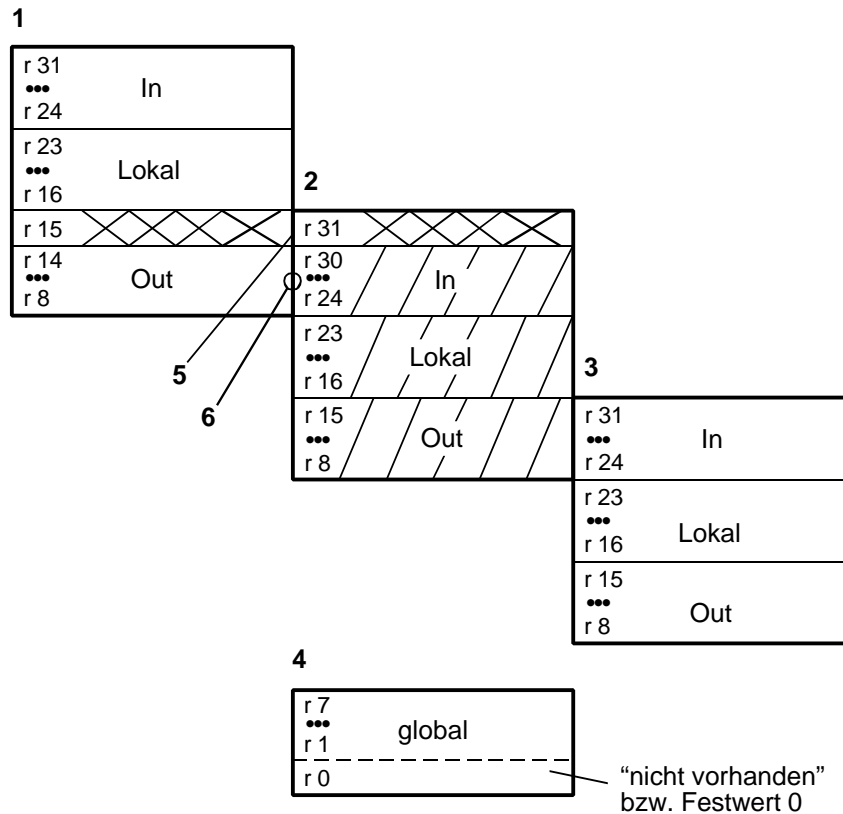 1
r 31
•••
r 24
In
r 23
•••
r 16
Lokal
r 15
r 14
•••
r 8
Out
2
r 31
r 30
•••
r 24
In
r 23
•••
r 16
Lokal
r 15
•••
r 8
Out
5
6
3
r 31
•••
r 24
In
r 23
•••
r 16
Lokal
r 15
•••
r 8
Out
4
r 7
•••
r 1
global
r 0
“nicht vorhanden”
bzw. Festwert 0